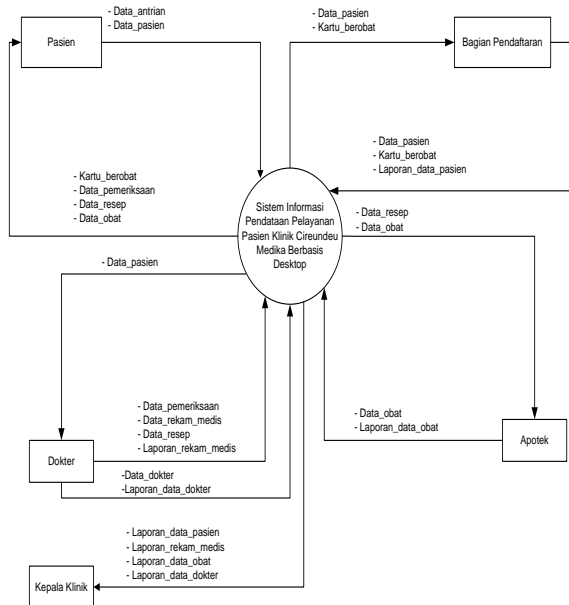 - Data_antrian
- Data_pasien
Pasien
- Data_pasien
- Kartu_berobat
Bagian Pendaftaran
- Data_pasien
- Kartu_berobat
- Laporan_data_pasien
- Kartu_berobat
- Data_pemeriksaan
- Data_resep
- Data_obat
Sistem Informasi
Pendataan Pelayanan
Pasien Klinik Cireundeu
Medika Berbasis
Desktop
- Data_resep
- Data_obat
- Data_pasien
- Data_pemeriksaan
- Data_rekam_medis
- Data_resep
- Laporan_rekam_medis
Dokter
-Data_dokter
-Laporan_data_dokter
- Data_obat
- Laporan_data_obat
Apotek
- Laporan_data_pasien
- Laporan_rekam_medis
- Laporan_data_obat
- Laporan_data_dokter
Kepala Klinik